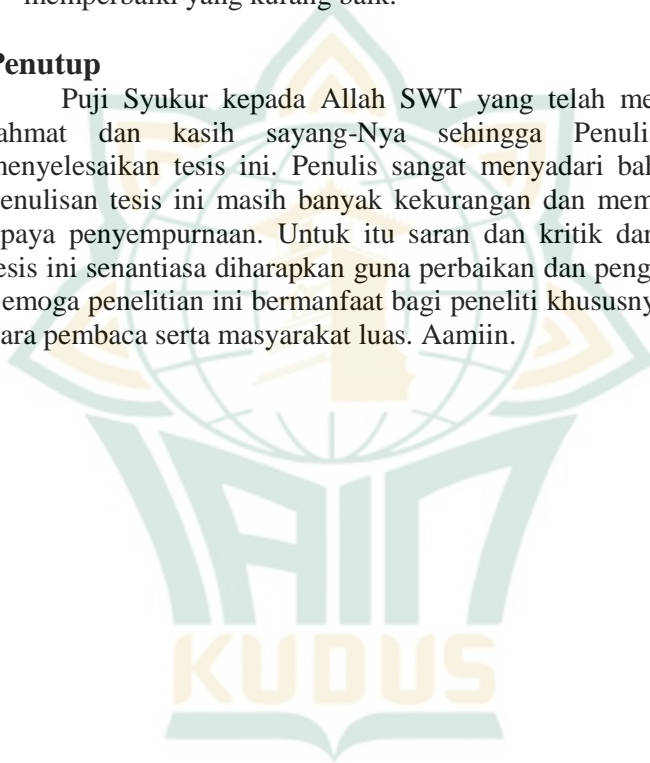 memperbaiki yang kurang baik.
Penutup
Puji Syukur kepada Allah SWT yang telah me
ahmat dan kasih sayang-Nya sehingga Penulis
menyelesaikan tesis ini. Penulis sangat menyadari bah
enulisan tesis ini masih banyak kekurangan dan mem
paya penyempurnaan. Untuk itu saran dan kritik dar
esis ini senantiasa diharapkan guna perbaikan dan peng
emoga penelitian ini bermanfaat bagi peneliti khususny
ara pembaca serta masyarakat luas. Aamiin.
IAIN
KUDUS